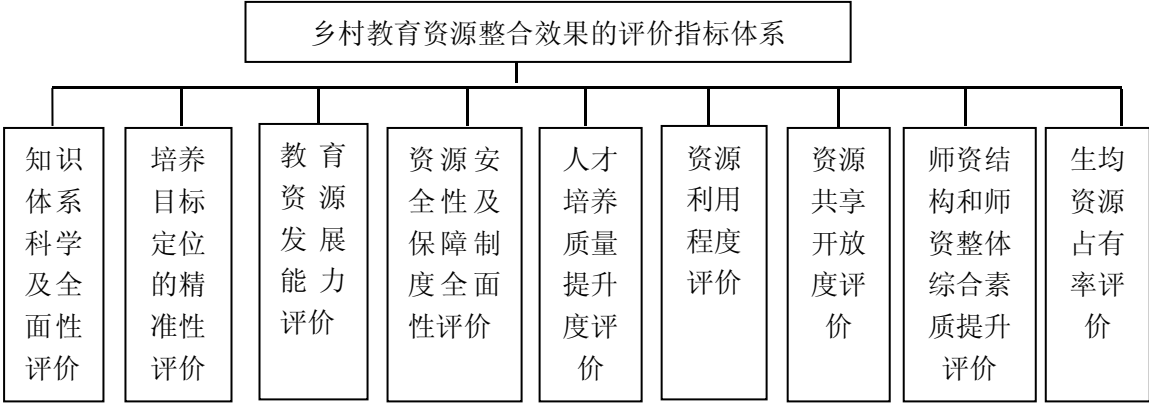 乡村教育资源整合效果的评价指标体系
知识
体系
科学
及全
面性
评价
培养
目标
定位
的精
准性
评价
教育
资源
发展
能力
评价
资源安
全性及
保障制
度全面
性评价
人才
培养
质量
提升
度评
价
资源
利用
程度
评价
资源
共享
开放
度评
价
师资结
构和师
资整体
综合素
质提升
评价
生均
资源
占有
率评
价